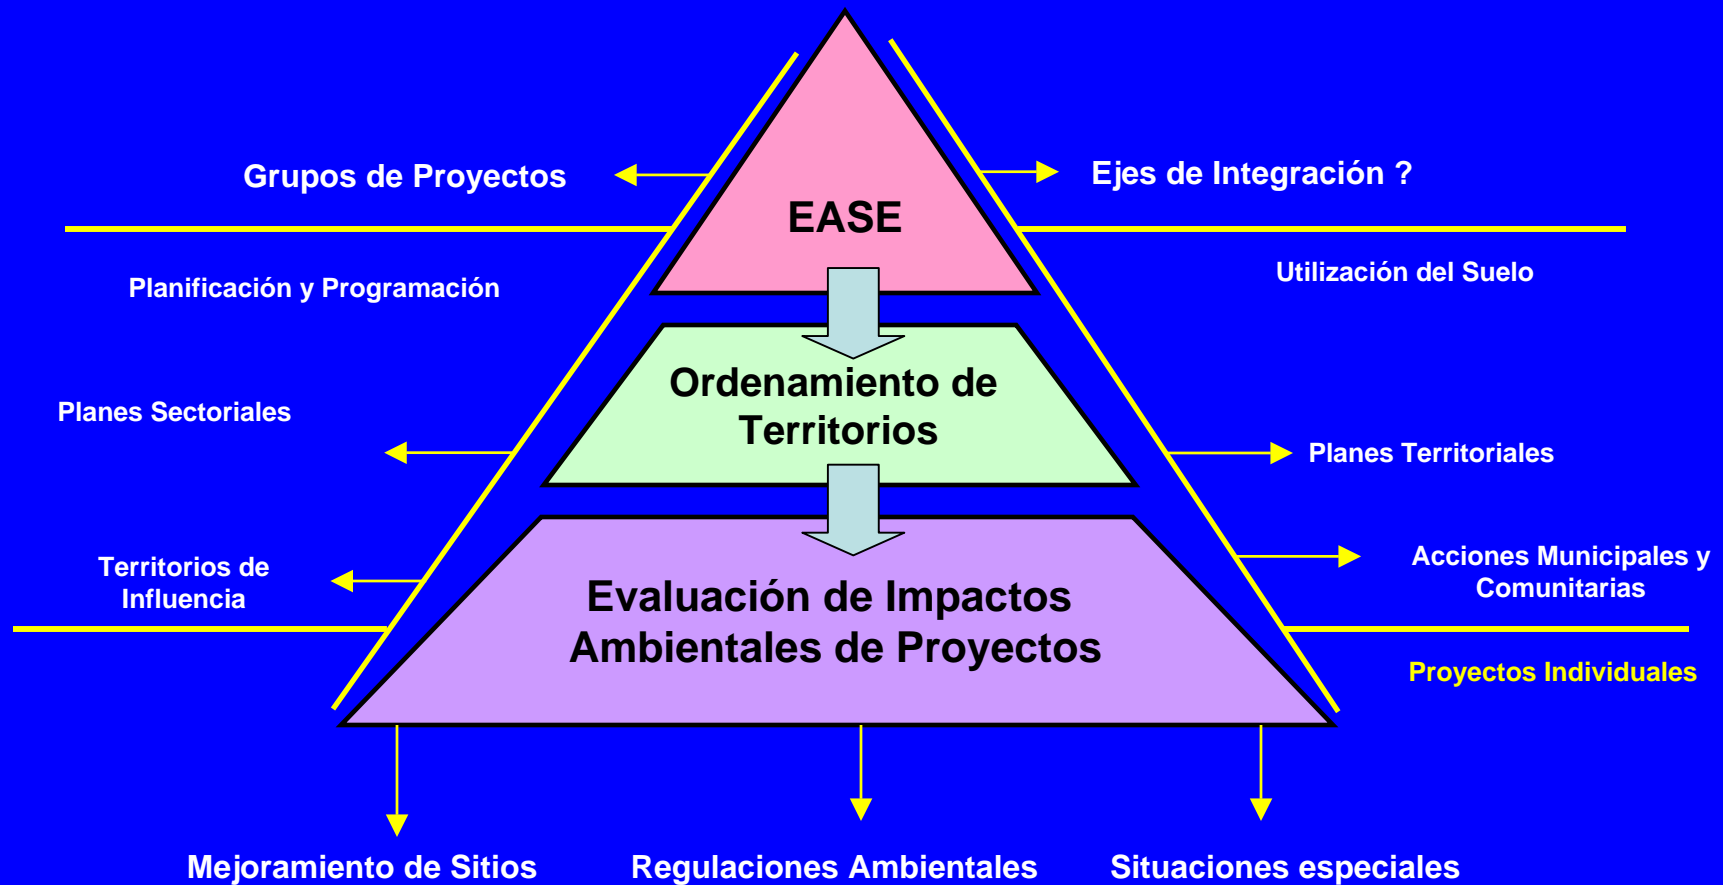 Grupos de Proyectos
Ejes de Integración ?
EASE
Planificación y Programación
Utilización del Suelo
Ordenamiento de
Territorios
Planes Sectoriales
Planes Territoriales
Territorios de
Influencia
Acciones Municipales y
Comunitarias
Evaluación de Impactos
Ambientales de Proyectos
Proyectos Individuales
Mejoramiento de Sitios
Regulaciones Ambientales
Situaciones especiales